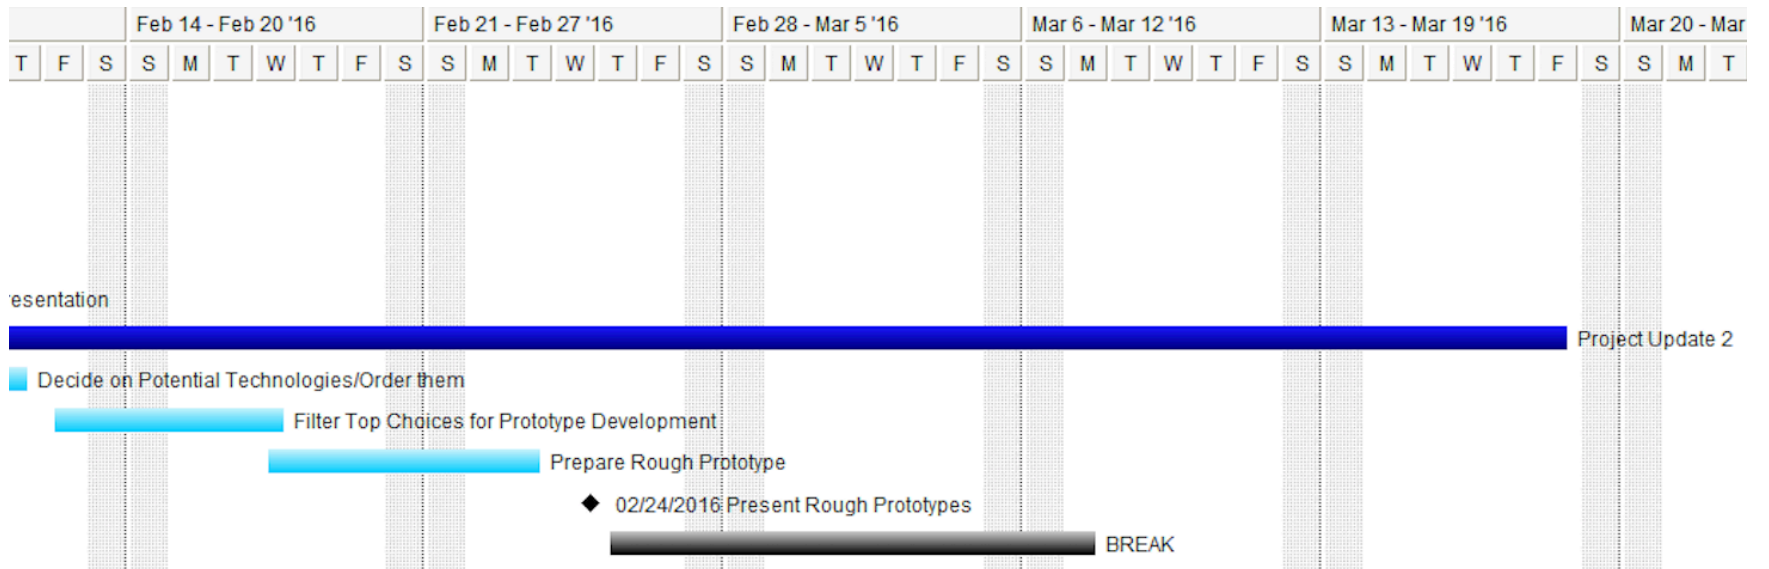 Feb 14 - Feb 20 '16 Feb 21 - Feb 27 '16 Feb 28 - Mar 5 '16 Mar 6 - Mar 12 '16 Mar 13 - Mar 19 '16 Mar 20 - Mar
T F S S M T W T F S S M T W T F S S M T W T F S S M T W T F S S M T W T F S S M T
esentation
Project Update 2
Decide on Potential Technologies/Order them
Filter Top Choices for Prototype Development
Prepare Rough Prototype
02/24/2016 Present Rough Prototypes
BREAK